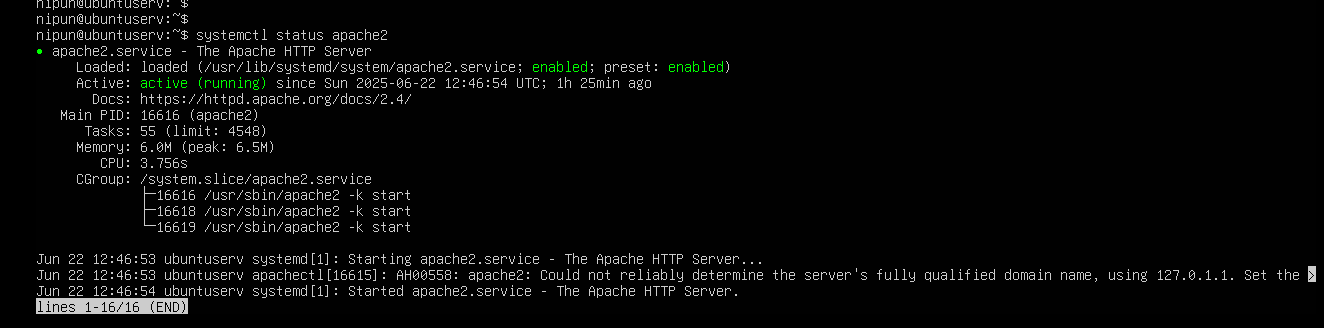 nipun@ubuntuserv:~$
nipun@ubuntuserv:~$
nipun@ubuntuserv:~$ systemctl status apache2
● apache2.service - The Apache HTTP Server
     Loaded: loaded (/usr/lib/systemd/system/apache2.service; enabled; preset: enabled)
     Active: active (running) since Sun 2025-06-22 12:46:54 UTC; 1h 25min ago
       Docs: https://httpd.apache.org/docs/2.4/
   Main PID: 16616 (apache2)
      Tasks: 55 (limit: 4548)
     Memory: 6.0M (peak: 6.5M)
        CPU: 3.756s
     CGroup: /system.slice/apache2.service
             ├─16616 /usr/sbin/apache2 -k start
             ├─16618 /usr/sbin/apache2 -k start
             └─16619 /usr/sbin/apache2 -k start
Jun 22 12:46:53 ubuntuserv systemd[1]: Starting apache2.service - The Apache HTTP Server...
Jun 22 12:46:53 ubuntuserv apachectl[16615]: AH00558: apache2: Could not reliably determine the server's fully qualified domain name, using 127.0.1.1. Set the >
Jun 22 12:46:54 ubuntuserv systemd[1]: Started apache2.service - The Apache HTTP Server.
lines 1-16/16 (END)